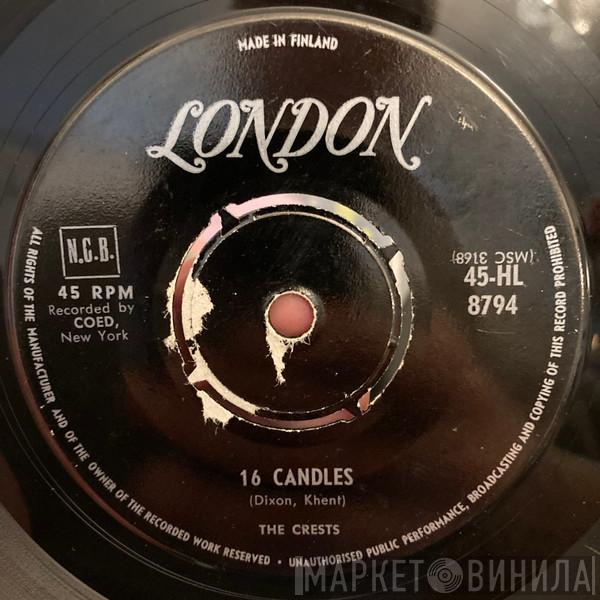 MADE IN FINLAND
LONDON
N.C.B.
45 RPM
Recorded by
COED,
New York
(MSC 3168)
45-HL
8794
16 CANDLES
(Dixon, Khent)
THE CRESTS
ALL RIGHTS OF THE MANUFACTURER AND OF THE OWNER OF THE RECORDED WORK RESERVED • UNAUTHORISED PUBLIC PERFORMANCE, BROADCASTING AND COPYING OF THIS RECORD PROHIBITED
МАРКЕТ ВИНИЛА